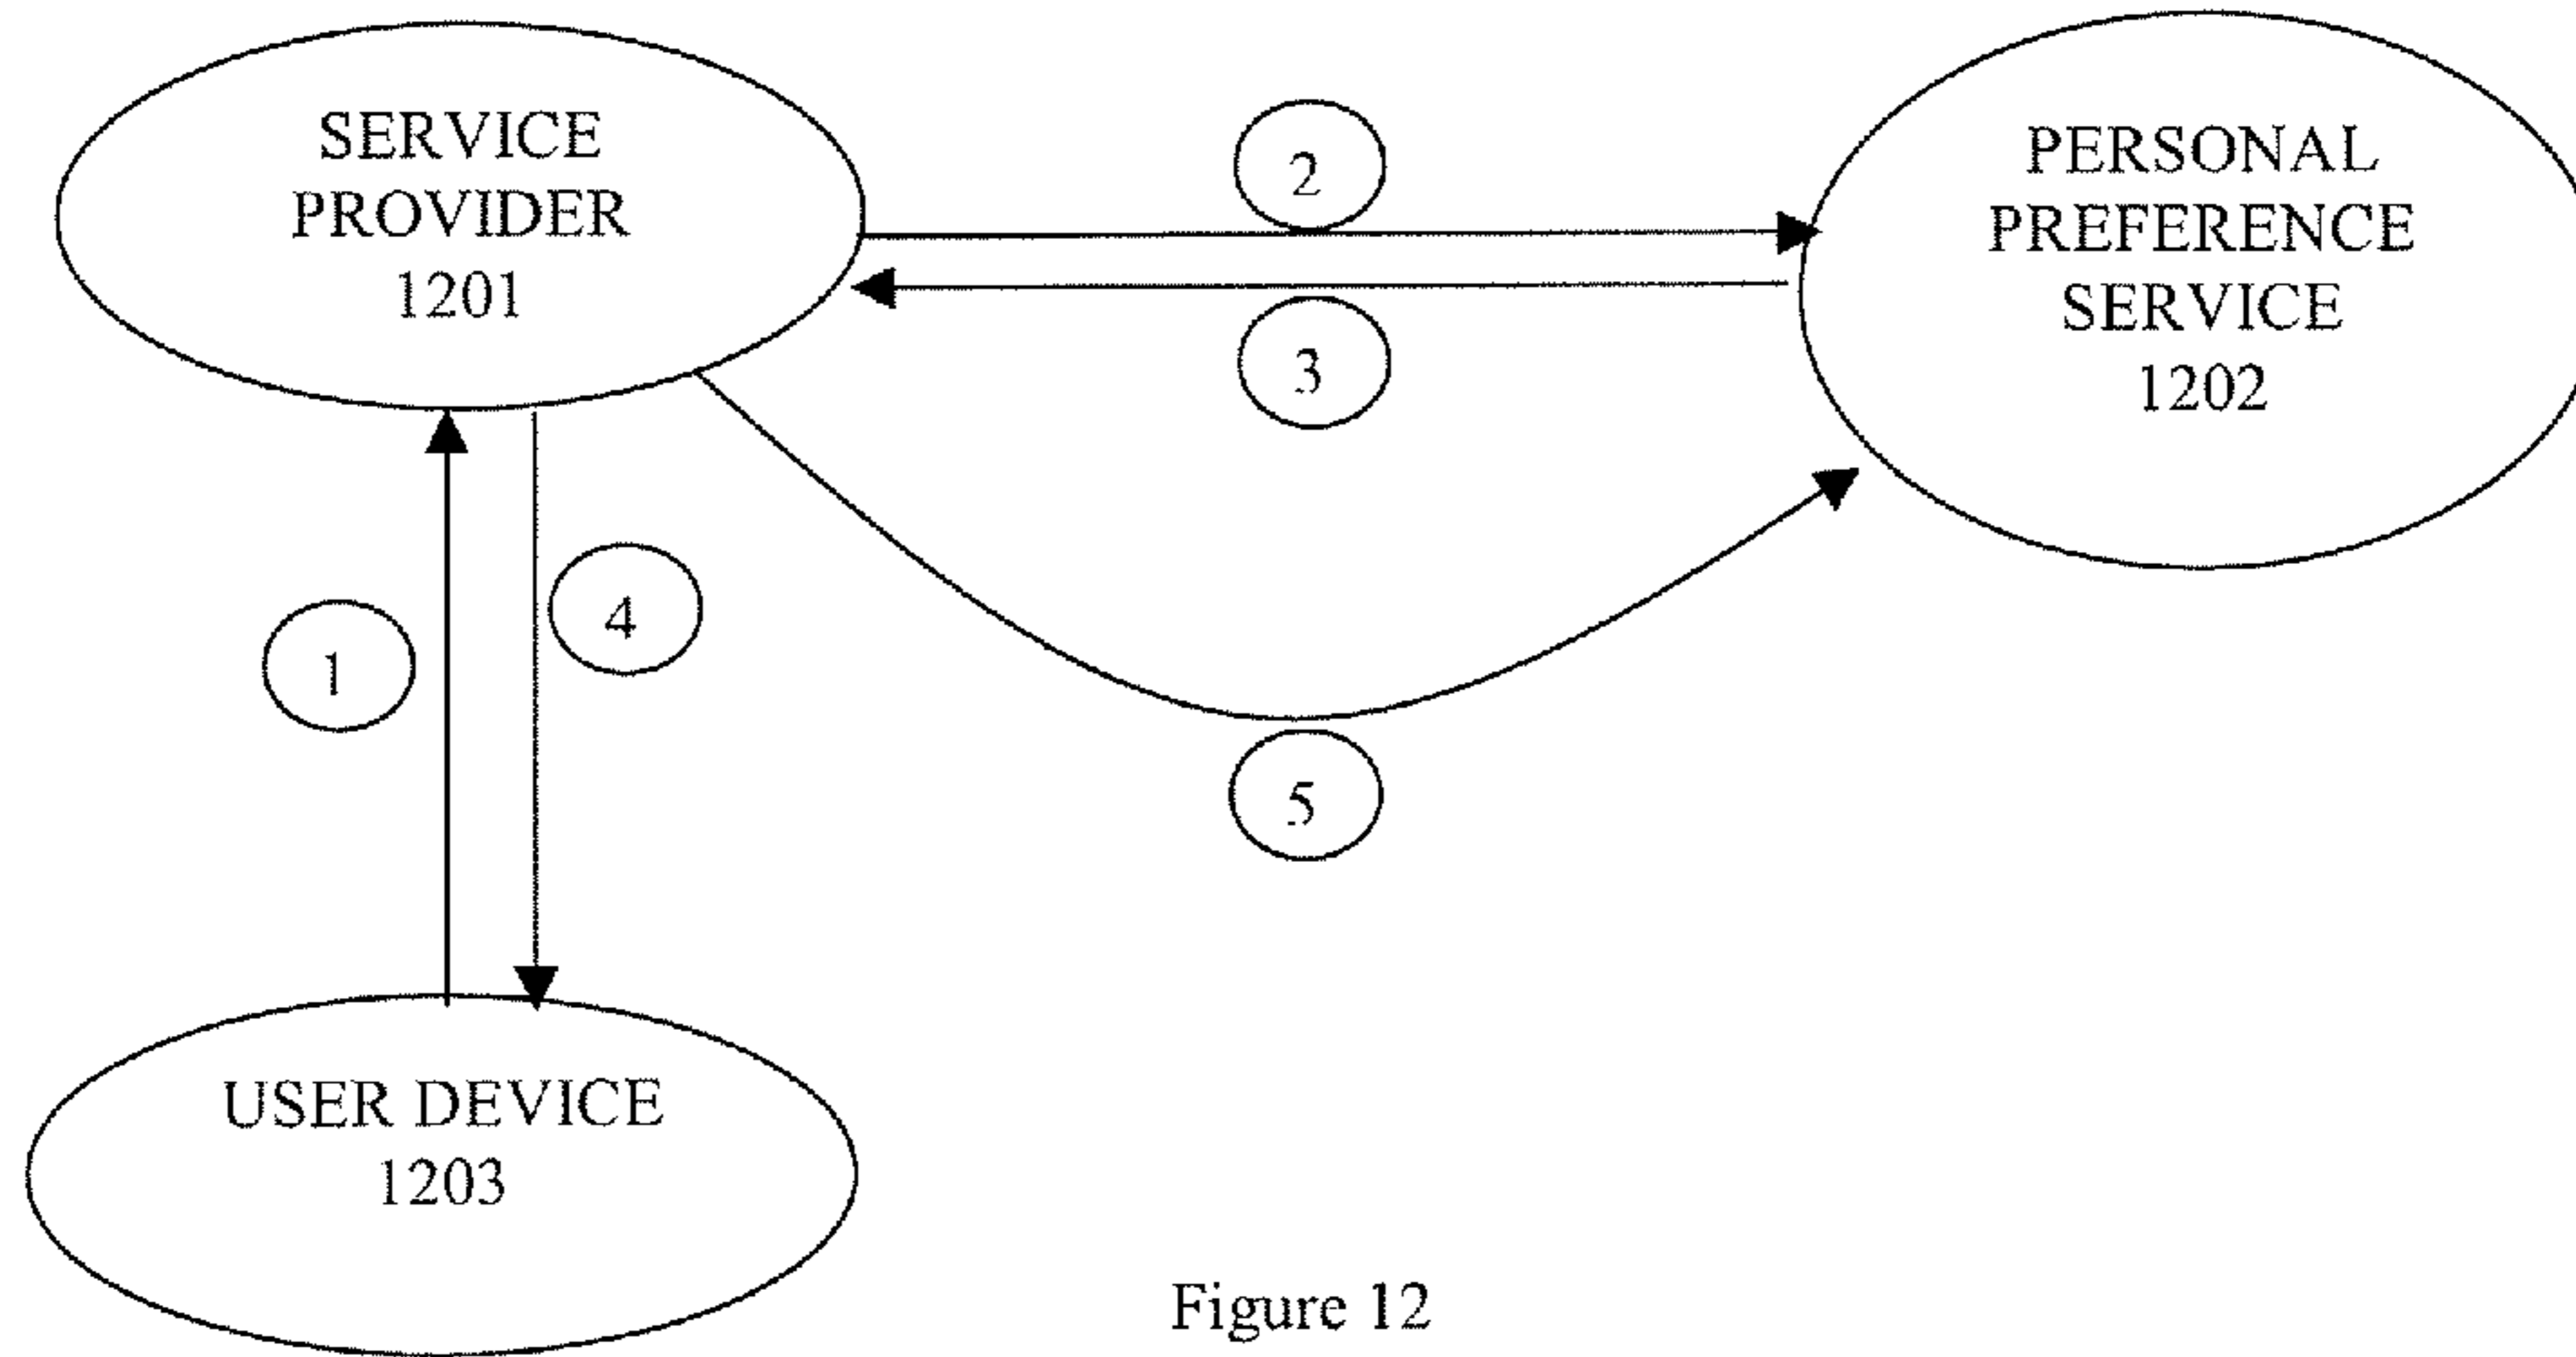 SERVICE
PROVIDER
1201
2
3
PERSONAL
PREFERENCE
SERVICE
1202
1
4
5
USER DEVICE
1203
Figure 12